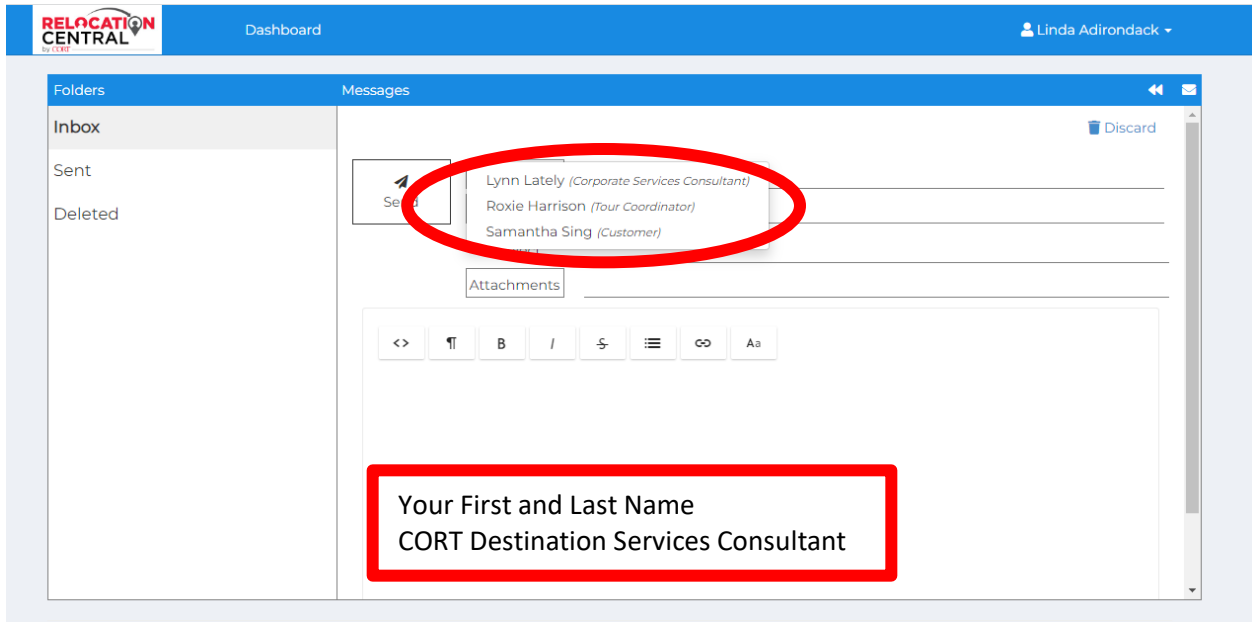 RELOCATION
CENTRAL
by CORT
Dashboard
Linda Adirondack
Folders
Messages
Inbox
Discard
Sent
Send
Lynn Lately (Corporate Services Consultant)
Roxie Harrison (Tour Coordinator)
Samantha Sing (Customer)
Deleted
Attachments
<> ¶ B I S Aa
Your First and Last Name
CORT Destination Services Consultant